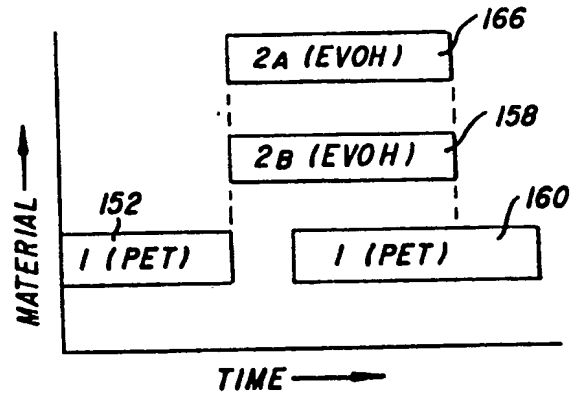 166
2A (EVOH)
158
2B (EVOH)
152
160
1 (PET)
1 (PET)
MATERIAL
TIME